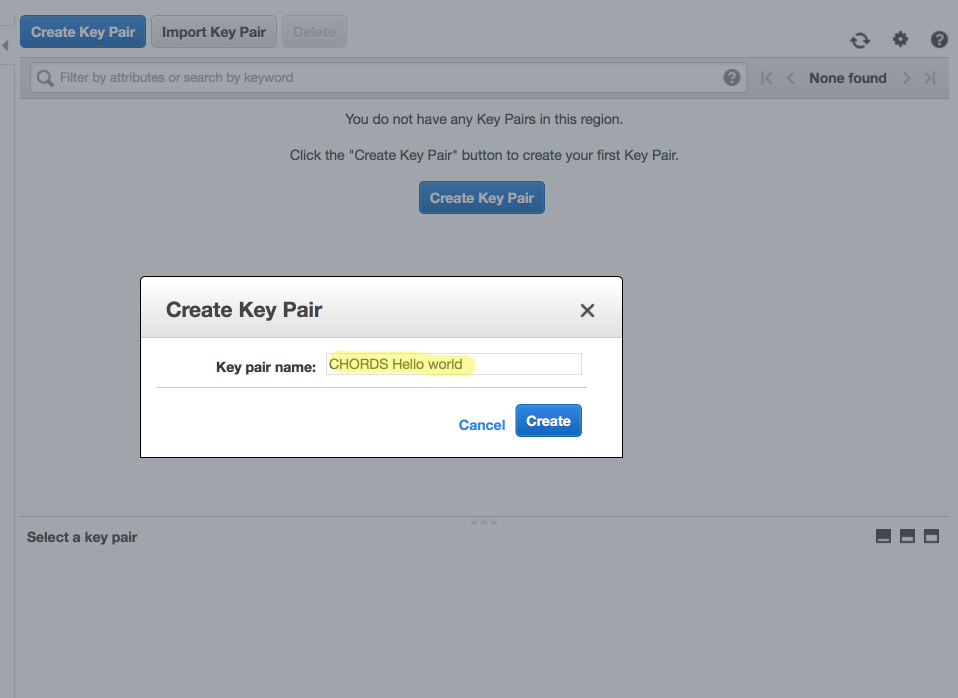 Create Key Pair Import Key Pair Delete
Filter by attributes or search by keyword None found
You do not have any Key Pairs in this region.
Click the "Create Key Pair" button to create your first Key Pair.
Create Key Pair
Create Key Pair
Key pair name: CHORDS Hello world
Cancel Create
Select a key pair